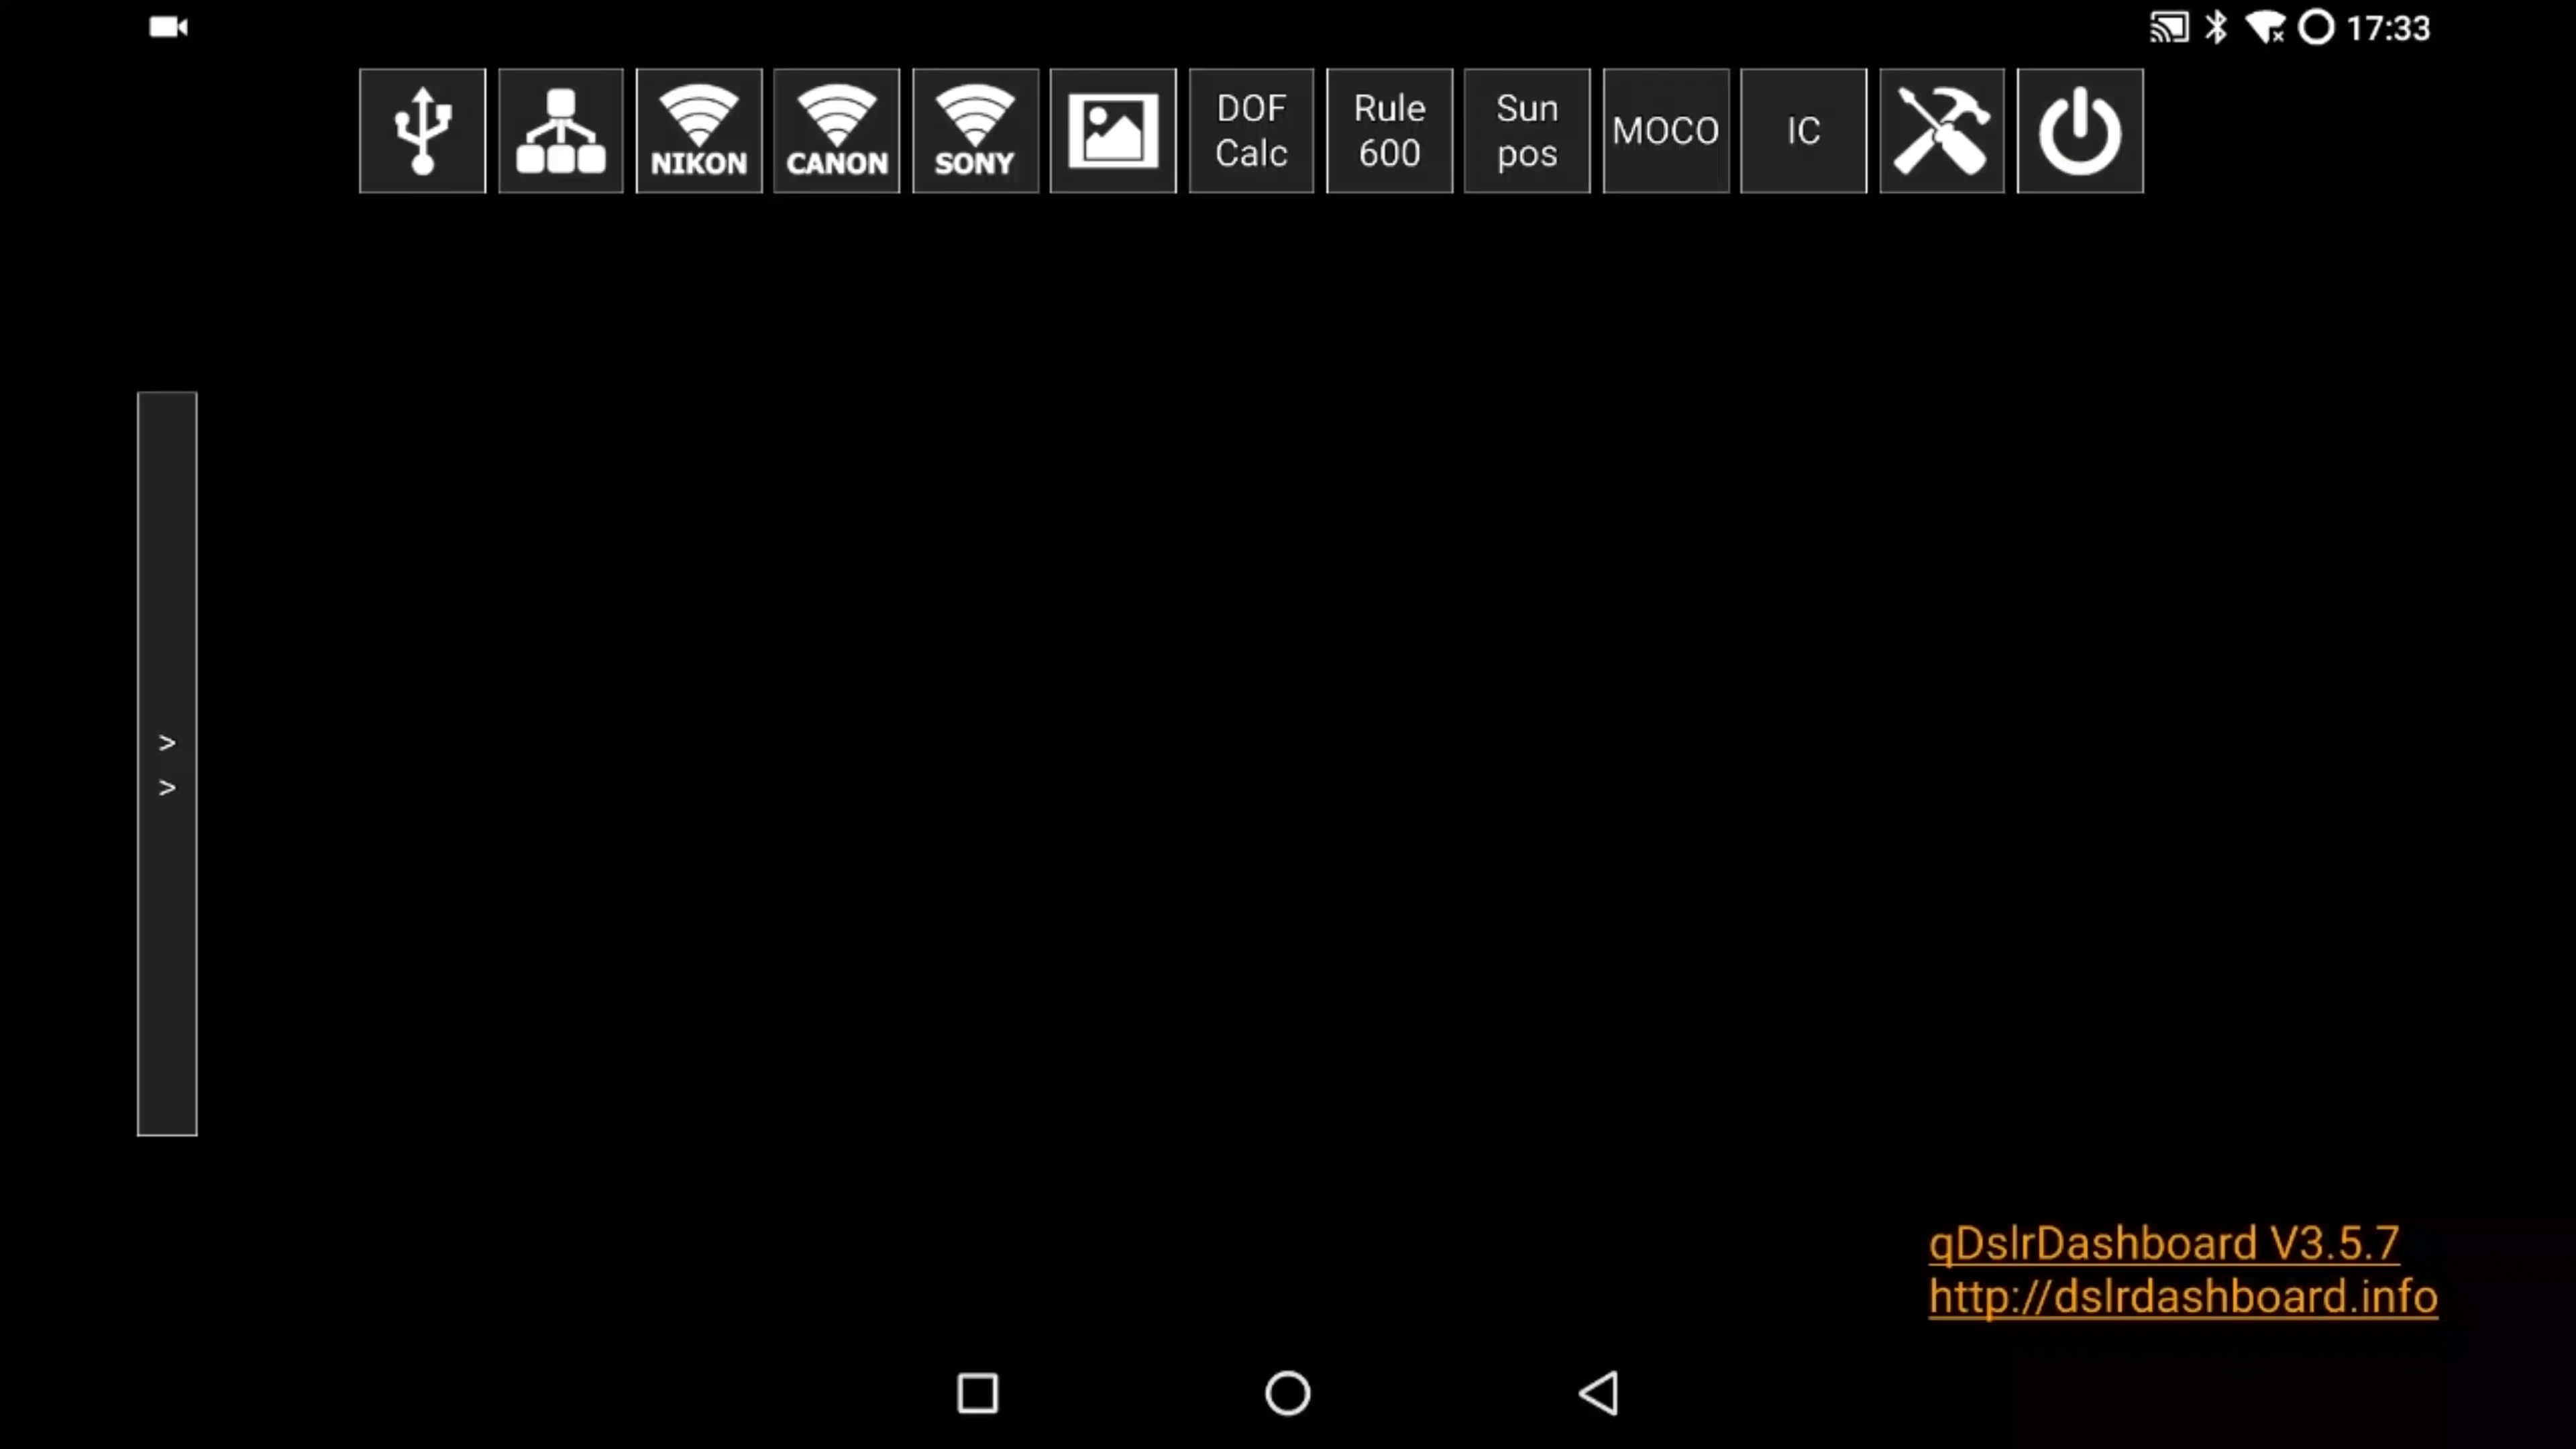 17:33
NIKON
CANON
SONY
DOF
Calc
Rule
600
Sun
pos
MOCO
IC
>
>
qDslrDashboard V3.5.7
http://dslrdashboard.info